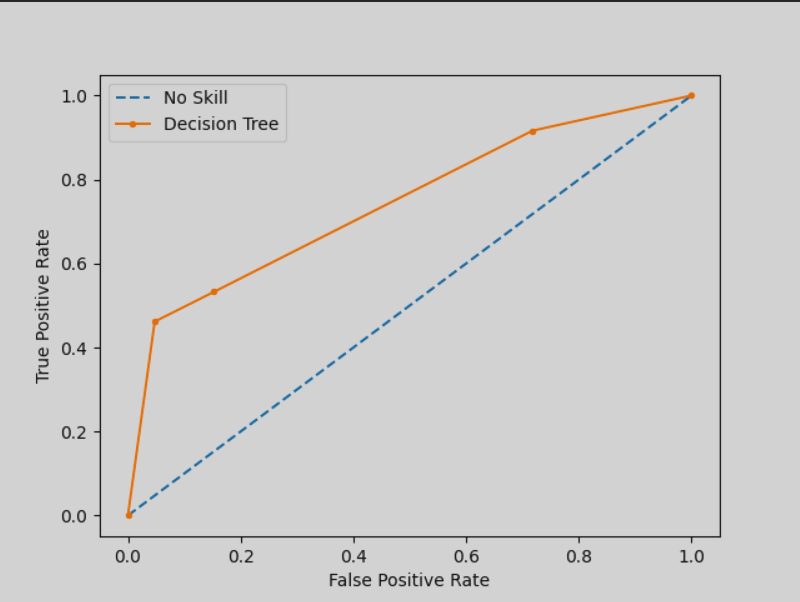 No Skill
Decision Tree
1.0
0.8
0.6
0.4
0.2
0.0
True Positive Rate
0.0 0.2 0.4 0.6 0.8 1.0
False Positive Rate